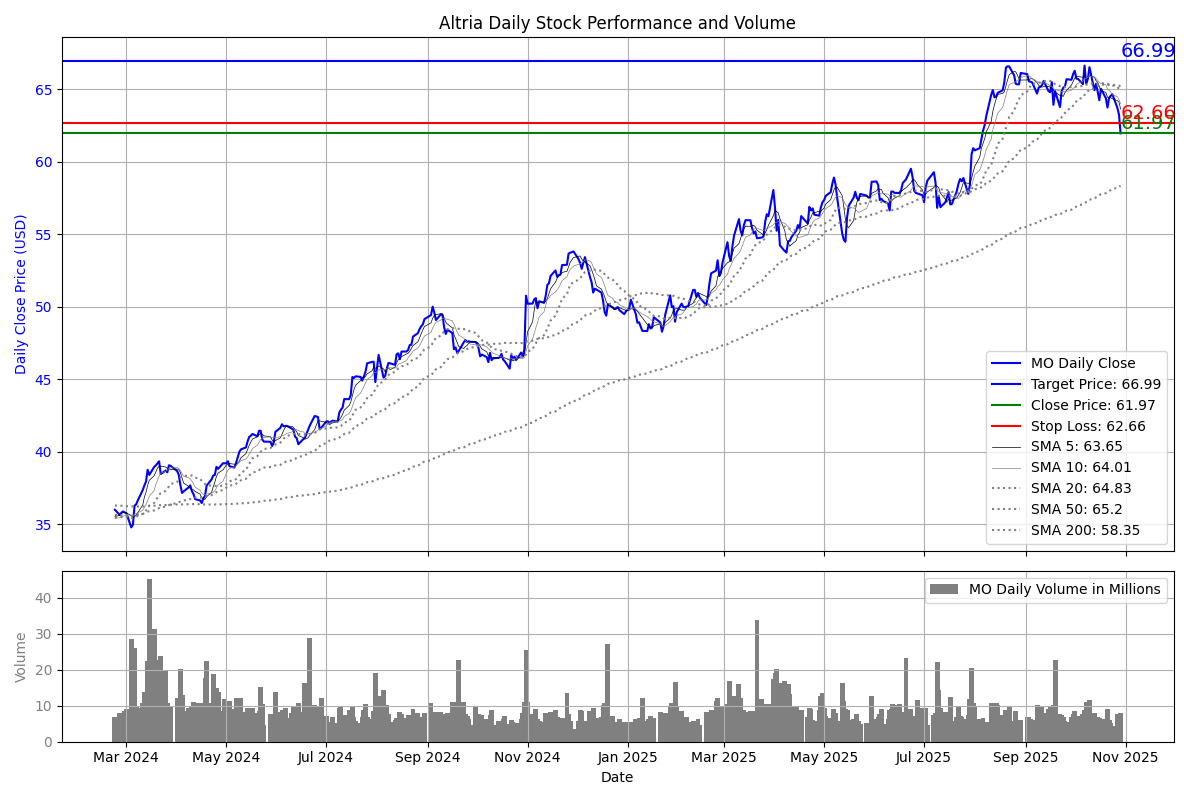 Altria Daily Stock Performance and Volume
Daily Close Price (USD)
65
60
55
50
45
40
35
66.99
62.66
61.97
MO Daily Close
Target Price: 66.99
Close Price: 61.97
Stop Loss: 62.66
SMA 5: 63.65
SMA 10: 64.01
SMA 20: 64.83
SMA 50: 65.2
SMA 200: 58.35
Volume
40
30
20
10
0
MO Daily Volume in Millions
Mar 2024 May 2024 Jul 2024 Sep 2024 Nov 2024 Jan 2025 Mar 2025 May 2025 Jul 2025 Sep 2025 Nov 2025
Date